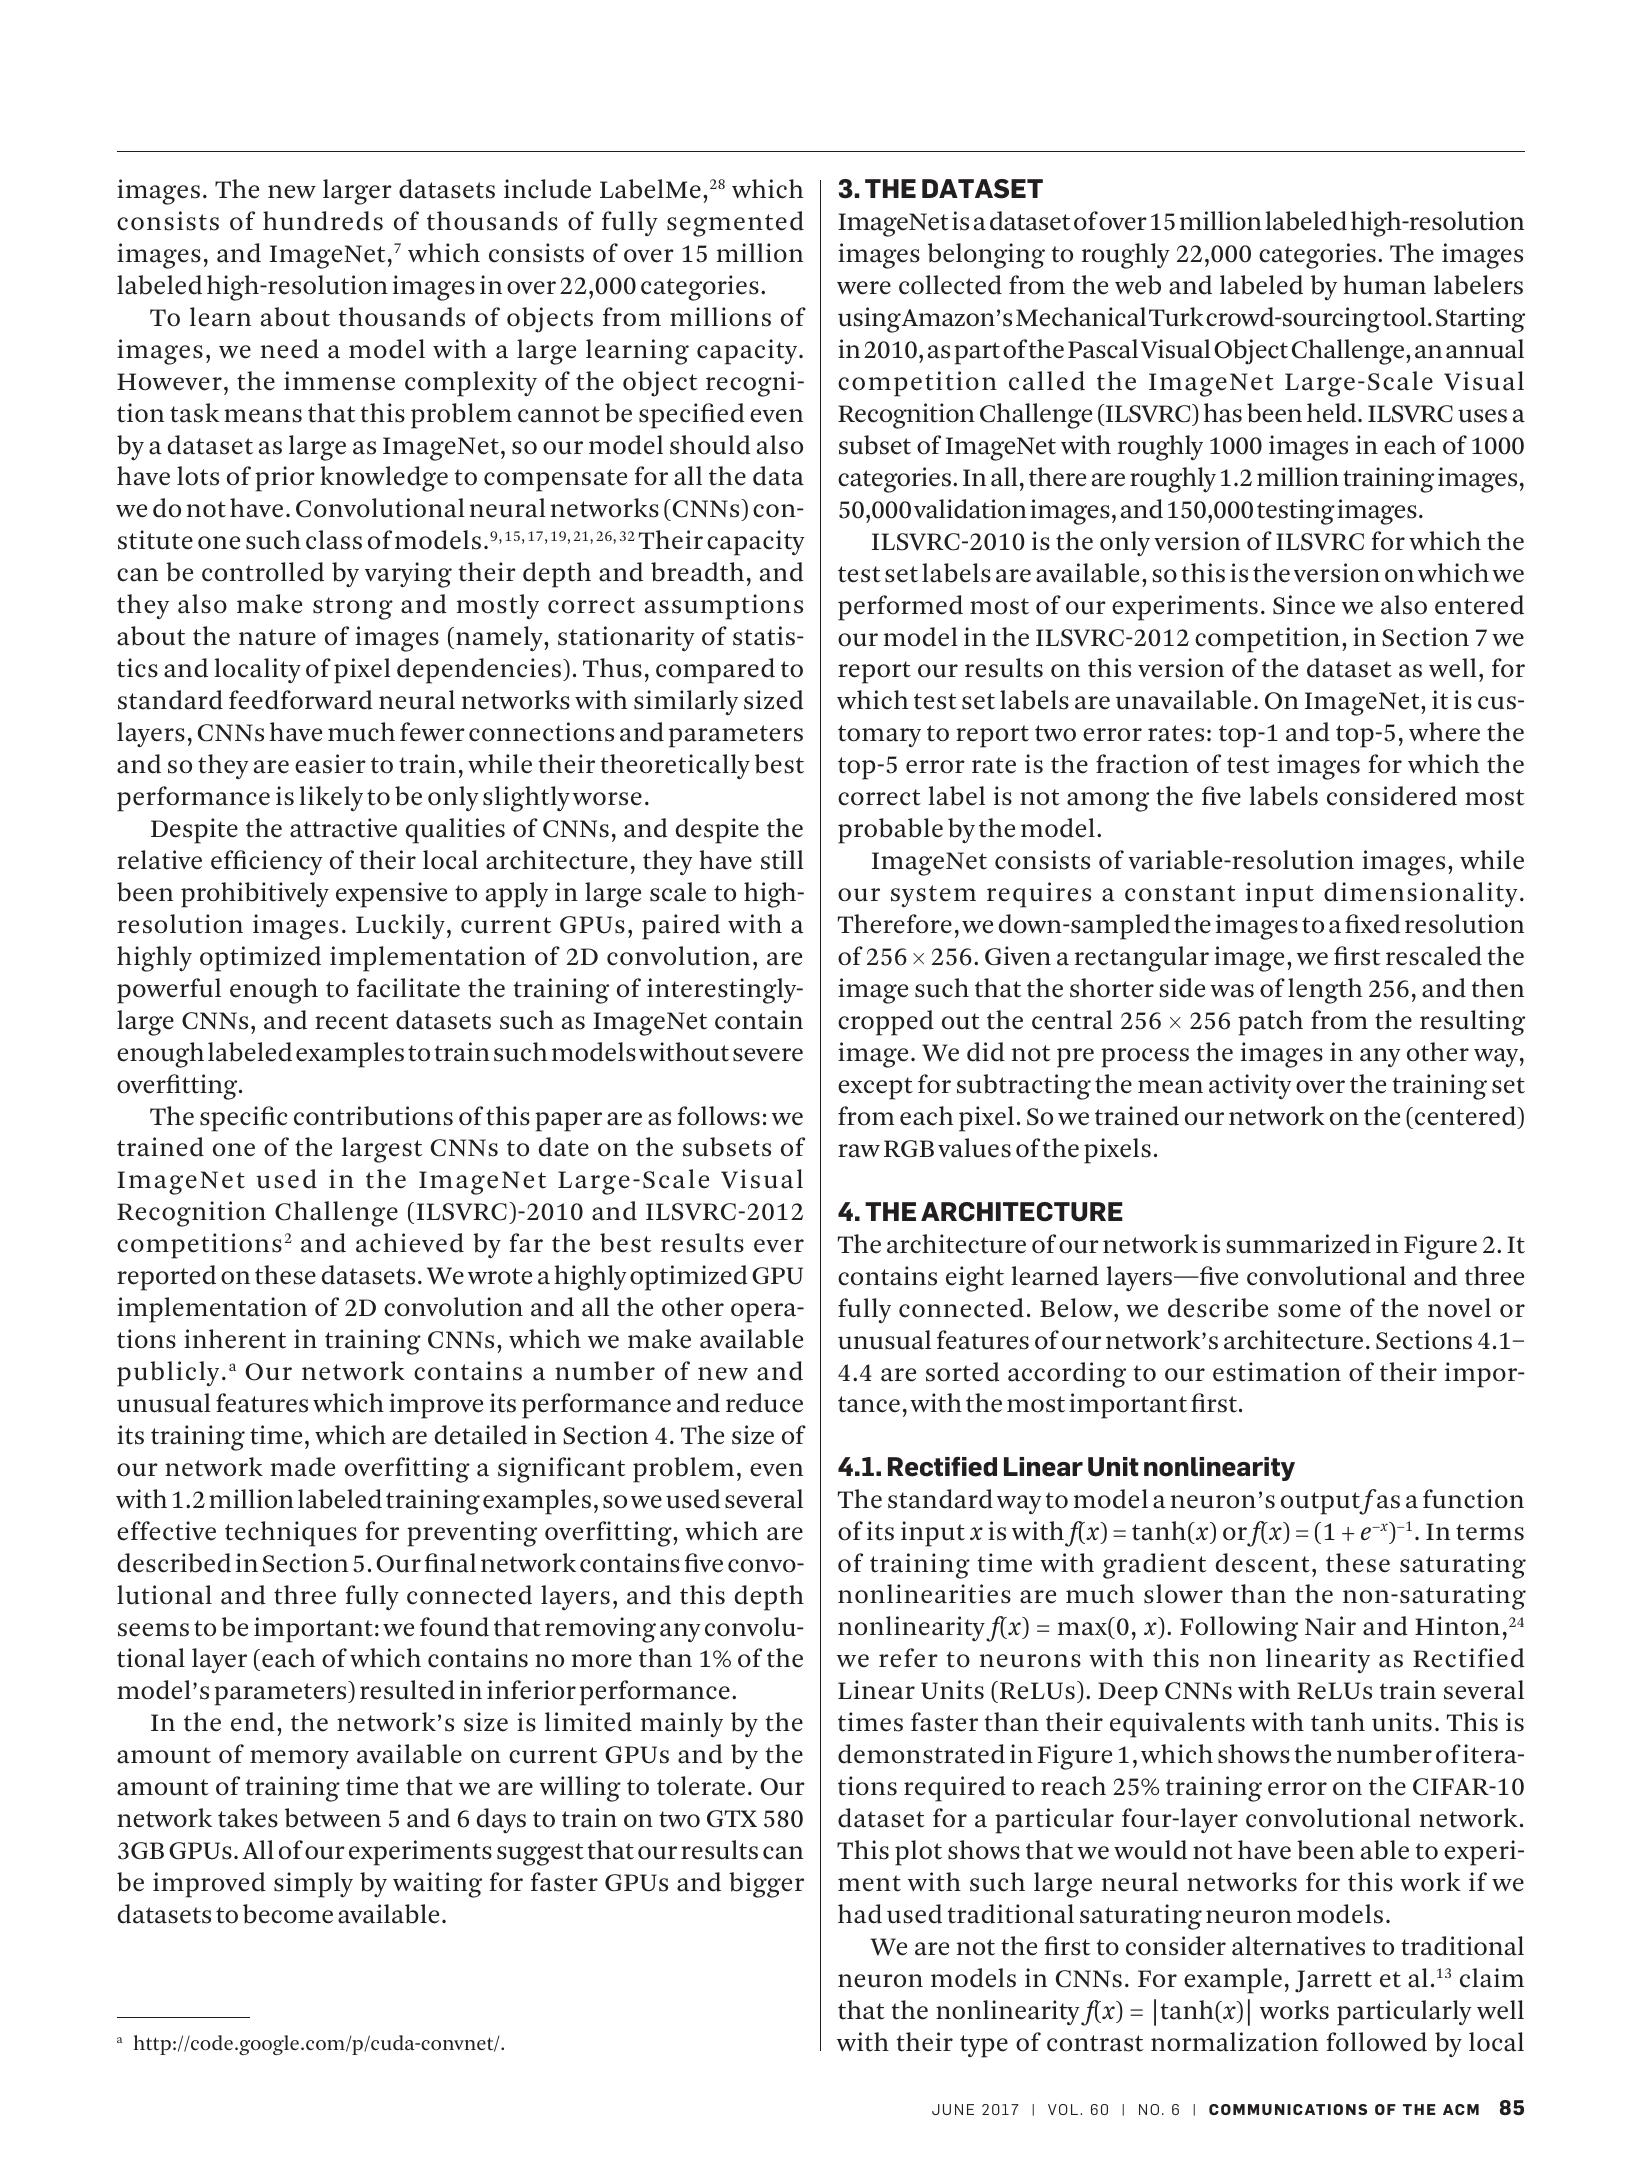 images. The new larger datasets include LabelMe,28 which
consists of hundreds of thousands of fully segmented
images, and ImageNet,7 which consists of over 15 million
labeled high-resolution images in over 22,000 categories.
To learn about thousands of objects from millions of
images, we need a model with a large learning capacity.
However, the immense complexity of the object recogni-
tion task means that this problem cannot be specified even
by a dataset as large as ImageNet, so our model should also
have lots of prior knowledge to compensate for all the data
we do not have. Convolutional neural networks (CNNs) con-
stitute one such class of models.9, 15, 17, 19, 21, 26, 32 Their capacity
can be controlled by varying their depth and breadth, and
they also make strong and mostly correct assumptions
about the nature of images (namely, stationarity of statis-
tics and locality of pixel dependencies). Thus, compared to
standard feedforward neural networks with similarly sized
layers, CNNs have much fewer connections and parameters
and so they are easier to train, while their theoretically best
performance is likely to be only slightly worse.
Despite the attractive qualities of CNNs, and despite the
relative efficiency of their local architecture, they have still
been prohibitively expensive to apply in large scale to high-
resolution images. Luckily, current GPUs, paired with a
highly optimized implementation of 2D convolution, are
powerful enough to facilitate the training of interestingly-
large CNNs, and recent datasets such as ImageNet contain
enough labeled examples to train such models without severe
overfitting.
The specific contributions of this paper are as follows: we
trained one of the largest CNNs to date on the subsets of
ImageNet used in the ImageNet Large-Scale Visual
Recognition Challenge (ILSVRC)-2010 and ILSVRC-2012
competitions2 and achieved by far the best results ever
reported on these datasets. We wrote a highly optimized GPU
implementation of 2D convolution and all the other opera-
tions inherent in training CNNs, which we make available
publicly.a Our network contains a number of new and
unusual features which improve its performance and reduce
its training time, which are detailed in Section 4. The size of
our network made overfitting a significant problem, even
with 1.2 million labeled training examples, so we used several
effective techniques for preventing overfitting, which are
described in Section 5. Our final network contains five convo-
lutional and three fully connected layers, and this depth
seems to be important: we found that removing any convolu-
tional layer (each of which contains no more than 1% of the
model's parameters) resulted in inferior performance.
In the end, the network's size is limited mainly by the
amount of memory available on current GPUs and by the
amount of training time that we are willing to tolerate. Our
network takes between 5 and 6 days to train on two GTX 580
3GB GPUs. All of our experiments suggest that our results can
be improved simply by waiting for faster GPUs and bigger
datasets to become available.
a http://code.google.com/p/cuda-convnet/.
3. THE DATASET
ImageNet is a dataset of over 15 million labeled high-resolution
images belonging to roughly 22,000 categories. The images
were collected from the web and labeled by human labelers
using Amazon's Mechanical Turk crowd-sourcing tool. Starting
in 2010, as part of the Pascal Visual Object Challenge, an annual
competition called the ImageNet Large-Scale Visual
Recognition Challenge (ILSVRC) has been held. ILSVRC uses a
subset of ImageNet with roughly 1000 images in each of 1000
categories. In all, there are roughly 1.2 million training images,
50,000 validation images, and 150,000 testing images.
ILSVRC-2010 is the only version of ILSVRC for which the
test set labels are available, so this is the version on which we
performed most of our experiments. Since we also entered
our model in the ILSVRC-2012 competition, in Section 7 we
report our results on this version of the dataset as well, for
which test set labels are unavailable. On ImageNet, it is cus-
tomary to report two error rates: top-1 and top-5, where the
top-5 error rate is the fraction of test images for which the
correct label is not among the five labels considered most
probable by the model.
ImageNet consists of variable-resolution images, while
our system requires a constant input dimensionality.
Therefore, we down-sampled the images to a fixed resolution
of 256 × 256. Given a rectangular image, we first rescaled the
image such that the shorter side was of length 256, and then
cropped out the central 256 × 256 patch from the resulting
image. We did not pre process the images in any other way,
except for subtracting the mean activity over the training set
from each pixel. So we trained our network on the (centered)
raw RGB values of the pixels.
4. THE ARCHITECTURE
The architecture of our network is summarized in Figure 2. It
contains eight learned layers—five convolutional and three
fully connected. Below, we describe some of the novel or
unusual features of our network's architecture. Sections 4.1–
4.4 are sorted according to our estimation of their impor-
tance, with the most important first.
4.1. Rectified Linear Unit nonlinearity
The standard way to model a neuron's output f as a function
of its input x is with f(x) = tanh(x) or f(x) = (1 + e–x)–1. In terms
of training time with gradient descent, these saturating
nonlinearities are much slower than the non-saturating
nonlinearity f(x) = max(0, x). Following Nair and Hinton,24
we refer to neurons with this non linearity as Rectified
Linear Units (ReLUs). Deep CNNs with ReLUs train several
times faster than their equivalents with tanh units. This is
demonstrated in Figure 1, which shows the number of itera-
tions required to reach 25% training error on the CIFAR-10
dataset for a particular four-layer convolutional network.
This plot shows that we would not have been able to experi-
ment with such large neural networks for this work if we
had used traditional saturating neuron models.
We are not the first to consider alternatives to traditional
neuron models in CNNs. For example, Jarrett et al.13 claim
that the nonlinearity f(x) = |tanh(x)| works particularly well
with their type of contrast normalization followed by local
JUNE 2017 | VOL. 60 | NO. 6 | COMMUNICATIONS OF THE ACM 85